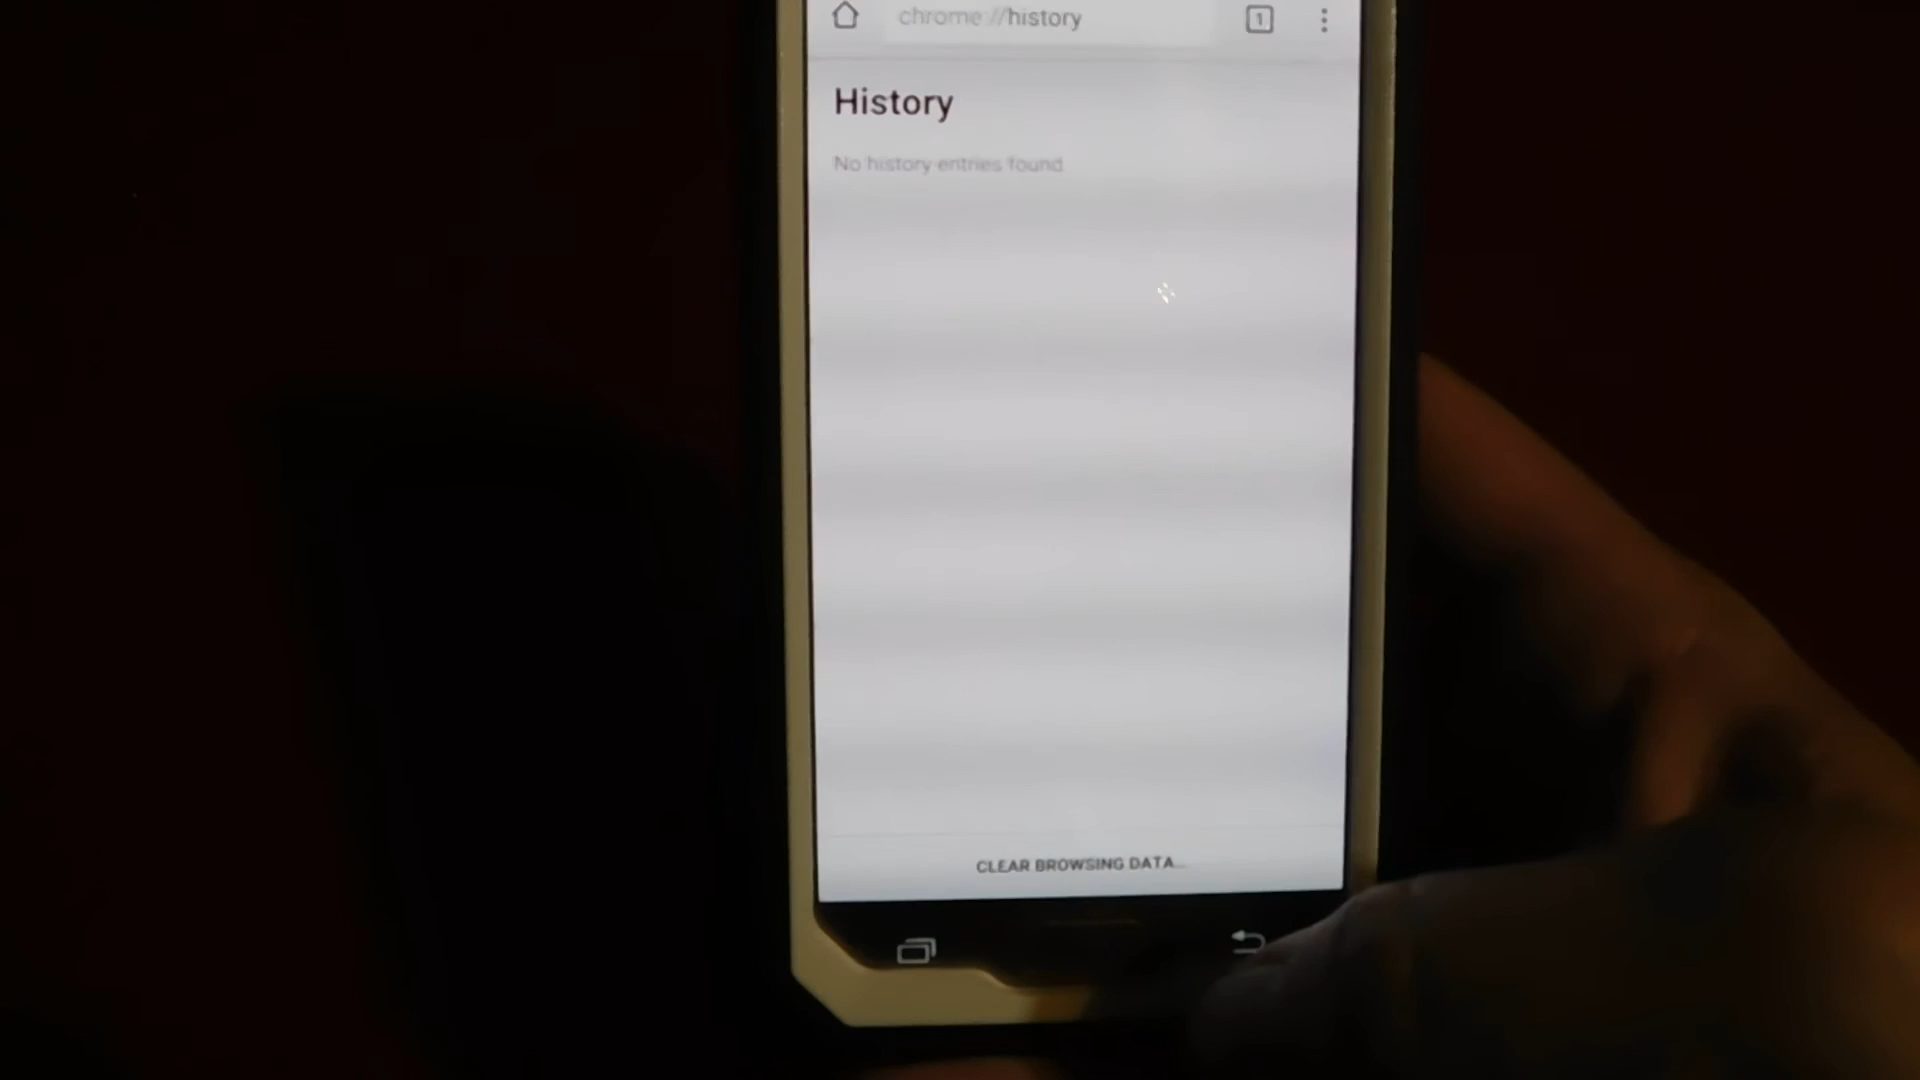 chrome://history
1
History
No history entries found
CLEAR BROWSING DATA...